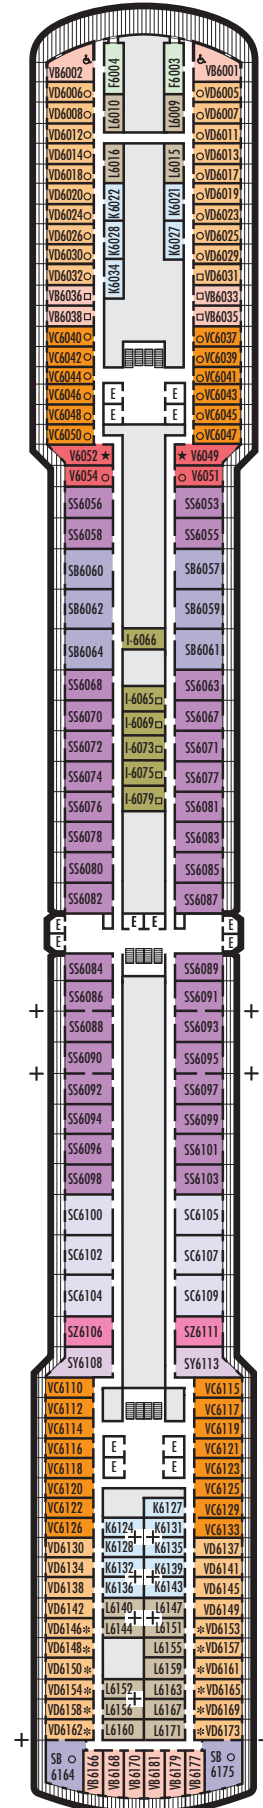 VB6002 F6004 F6003 VB6001
VD6006 L6010 L6009 VD6005
VD6008 VD6007
VD6012 VD6011
VD6014 L6016 L6015 VD6013
VD6018 VD6017
VD6020 K6022 K6021 VD6019
VD6024 VD6023
VD6026 K6028 K6027 VD6025
VD6030 VD6029
VD6032 K6034 VD6031
VB6036 VB6033
VB6038 VB6035
VC6040 VC6037
VC6042 VC6039
VC6044 VC6041
VC6046 E E VC6043
VC6048 E E VC6045
VC6050 VC6047
V6052 V6049
V6054 V6051
SS6056 SS6053
SS6058 SS6055
SB6060 SB6057
SB6062 SB6059
SB6064 I-6066 SB6061
SS6068 I-6065 SS6063
SS6070 I-6069 SS6067
SS6072 I-6073 SS6071
SS6074 I-6075 SS6077
SS6076 I-6079 SS6081
SS6078 SS6083
SS6080 SS6085
SS6082 SS6087
E E E E
E E
SS6084 SS6089
SS6086 SS6091
SS6088 SS6093
SS6090 SS6095
SS6092 SS6097
SS6094 SS6099
SS6096 SS6101
SS6098 SS6103
SC6100 SC6105
SC6102 SC6107
SC6104 SC6109
SZ6106 SZ6111
SY6108 SY6113
VC6110 VC6115
VC6112 VC6117
VC6114 VC6119
VC6116 E E VC6121
VC6118 E E VC6123
VC6120 VC6125
VC6122 K6127 VC6129
VC6126 K6124 K6131 VC6133
VD6130 K6128 K6135 VD6137
VD6134 K6132 K6139 VD6141
VD6138 K6136 K6143 VD6145
VD6142 L6140 L6147 VD6149
VD6146 L6144 L6151 VD6153
VD6148 L6155 VD6157
VD6150 L6159 VD6161
VD6154 L6152 L6163 VD6165
VD6158 L6156 L6167 VD6169
VD6162 L6160 L6171 VD6173
SB 6164 VB6166 VB6168 VB6170 VB6181 VB6179 VB6177 SB 6175